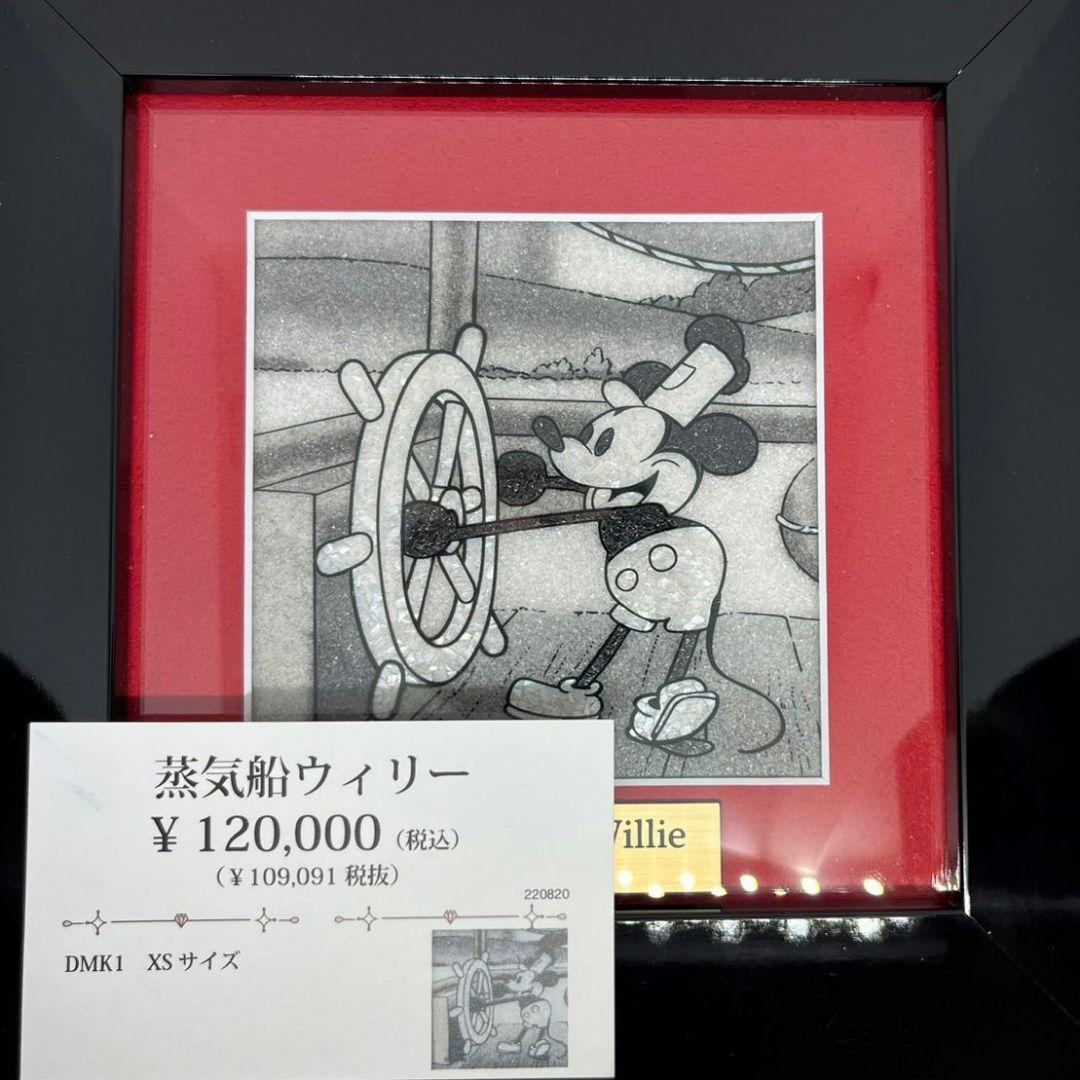 蒸気船ウィリー
¥ 120,000 (税込)
(¥109,091 税抜)
220820
DMK1 XSサイズ
Willie